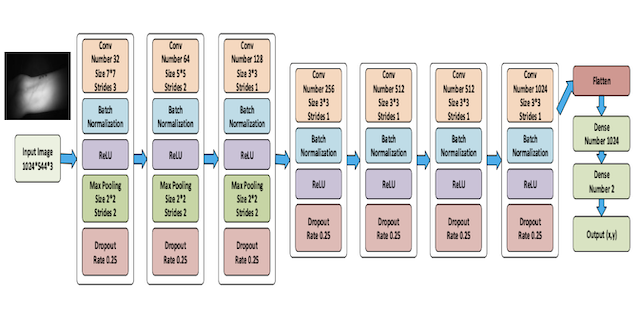 Input Image
1024*544*3
Conv
Number 32
Size 7*7
Strides 3
Batch
Normalization
ReLU
Max Pooling
Size 2*2
Strides 2
Dropout
Rate 0.25
Conv
Number 64
Size 5*5
Strides 2
Batch
Normalization
ReLU
Max Pooling
Size 2*2
Strides 2
Dropout
Rate 0.25
Conv
Number 128
Size 3*3
Strides 1
Batch
Normalization
ReLU
Max Pooling
Size 2*2
Strides 2
Dropout
Rate 0.25
Conv
Number 256
Size 3*3
Strides 1
Batch
Normalization
ReLU
Dropout
Rate 0.25
Conv
Number 512
Size 3*3
Strides 1
Batch
Normalization
ReLU
Dropout
Rate 0.25
Conv
Number 512
Size 3*3
Strides 1
Batch
Normalization
ReLU
Dropout
Rate 0.25
Conv
Number 1024
Size 3*3
Strides 1
Batch
Normalization
ReLU
Dropout
Rate 0.25
Flatten
Dense
Number 1024
Dense
Number 2
Output (x,y)